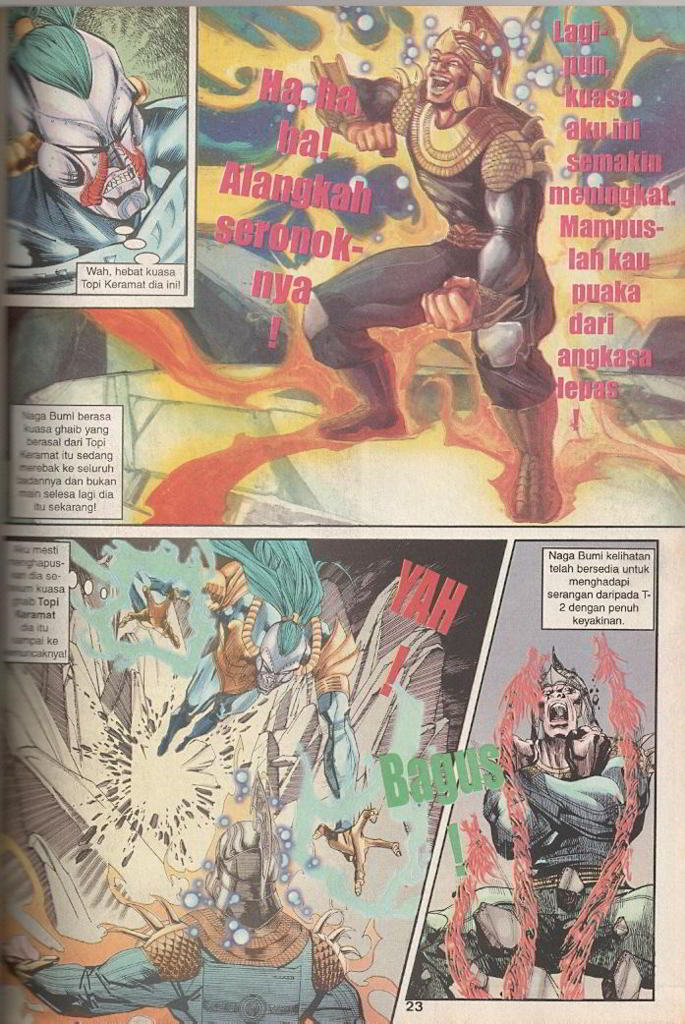 Wah, hebat kuasa
Topi Keramat dia ini!
Ha, ha
ha!
Alangkah
seronok-
nya
!
Lagi-
pun,
kuasa
aku ini
semakin
meningkat.
Mampus-
lah kau
puaka
dari
angkasa
lepas
!
Naga Bumi berasa
kuasa ghaib yang
berasal dari Topi
Keramat itu sedang
merebak ke seluruh
badannya dan bukan
main selesa lagi dia
itu sekarang!
Aku mesti
menghapus-
kan dia se-
belum kuasa
ghaib Topi
Keramat
dia itu
sampai ke
kemuncaknya!
YAH
!
Bagus
!
Naga Bumi kelihatan
telah bersedia untuk
menghadapi
serangan daripada T-
2 dengan penuh
keyakinan.
23